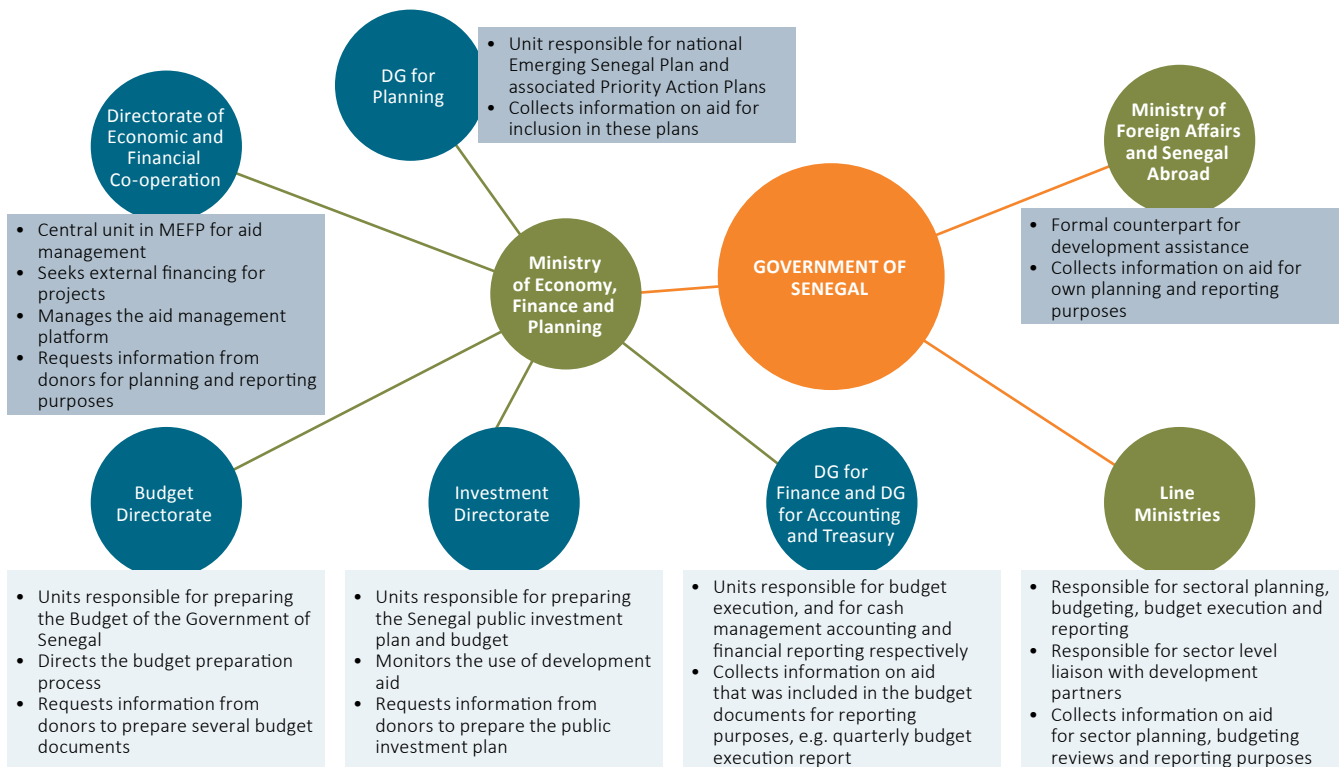 DG for
Planning
• Unit responsible for national
Emerging Senegal Plan and
associated Priority Action Plans
• Collects information on aid for
inclusion in these plans
Directorate of
Economic and
Financial
Co-operation
• Central unit in MEFP for aid
management
• Seeks external financing for
projects
• Manages the aid management
platform
• Requests information from
donors for planning and reporting
purposes
Ministry
of Economy,
Finance and
Planning
GOVERNMENT OF
SENEGAL
Ministry of
Foreign Affairs
and Senegal
Abroad
• Formal counterpart for
development assistance
• Collects information on aid for
own planning and reporting
purposes
Budget
Directorate
• Units responsible for preparing
the Budget of the Government of
Senegal
• Directs the budget preparation
process
• Requests information from
donors to prepare several budget
documents
Investment
Directorate
• Units responsible for preparing
the Senegal public investment
plan and budget
• Monitors the use of development
aid
• Requests information from
donors to prepare the public
investment plan
DG for
Finance and DG
for Accounting
and Treasury
• Units responsible for budget
execution, and for cash
management accounting and
financial reporting respectively
• Collects information on aid
that was included in the budget
documents for reporting
purposes, e.g. quarterly budget
execution report
Line
Ministries
• Responsible for sectoral planning,
budgeting, budget execution and
reporting
• Responsible for sector level
liaison with development
partners
• Collects information on aid
for sector planning, budgeting
reviews and reporting purposes